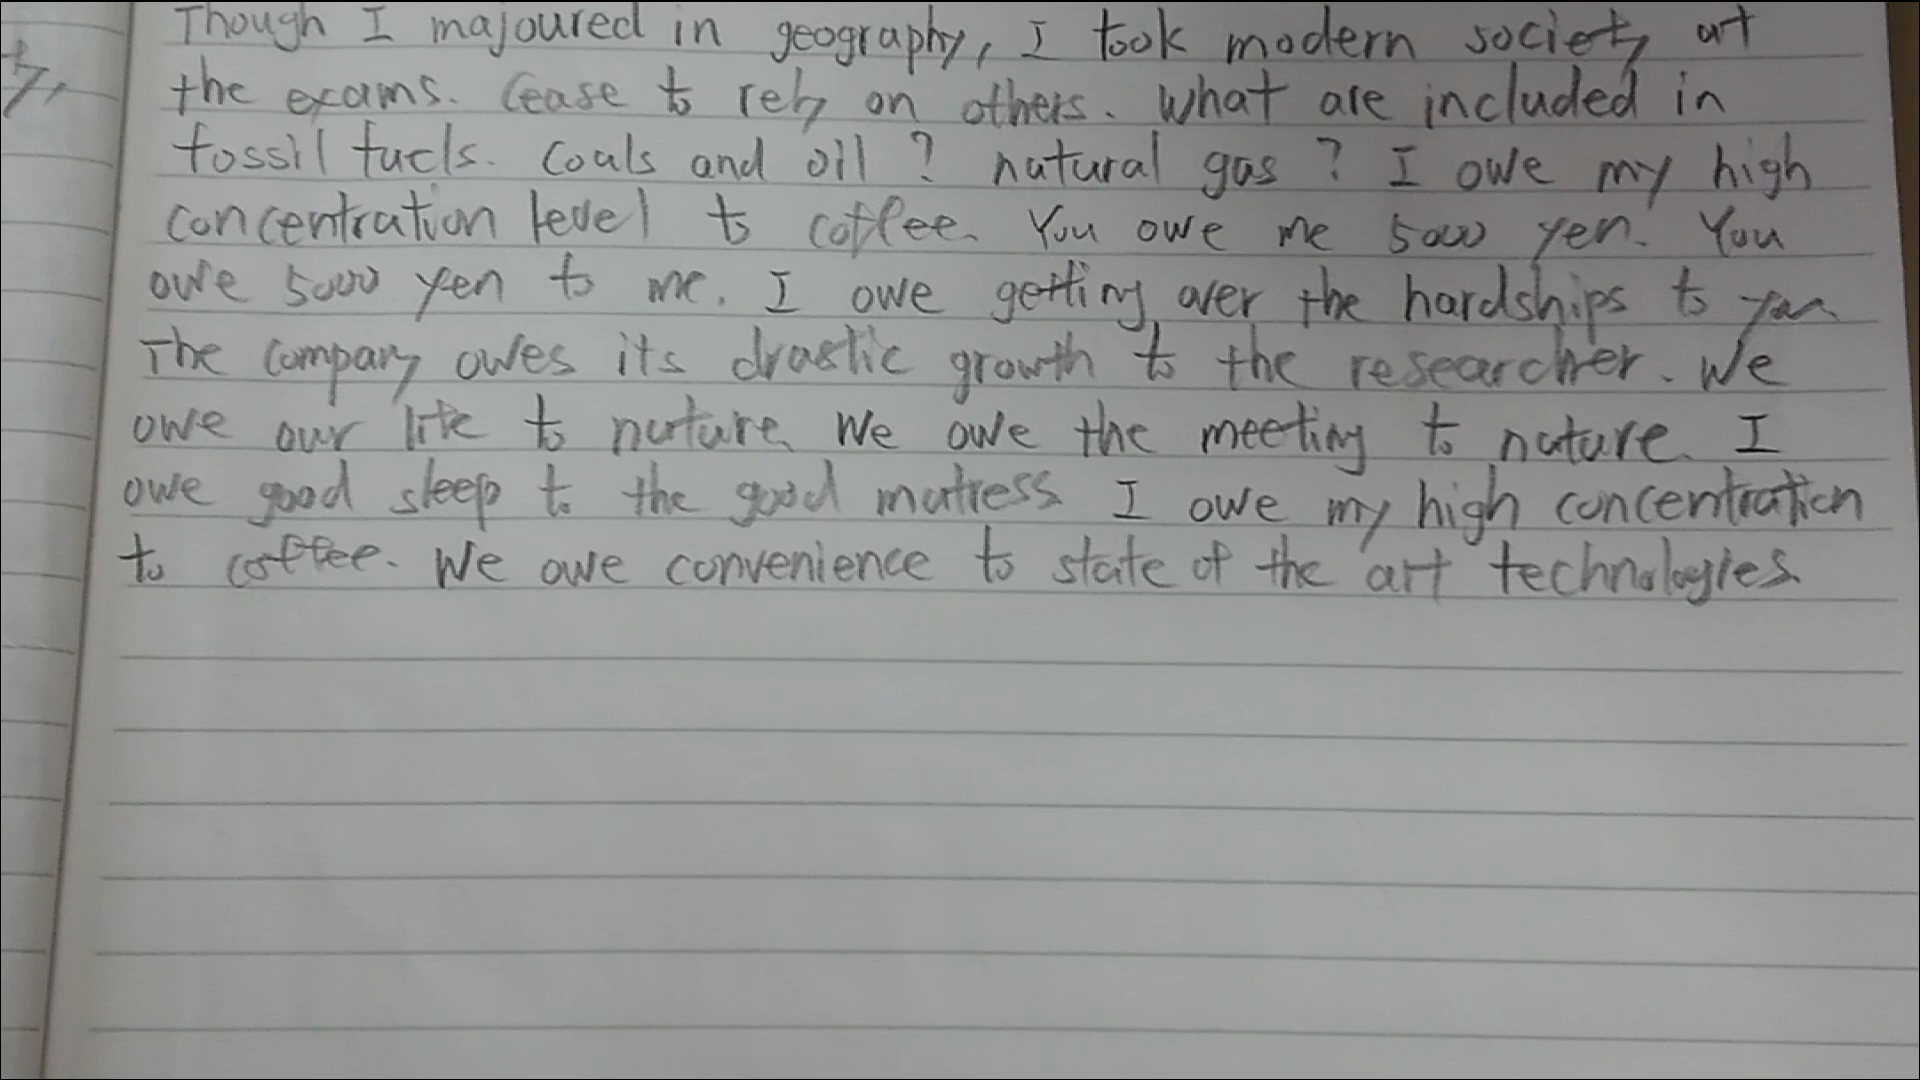 Though I majoured in geography, I took modern society at
the exams. Cease to rely on others. What are included in
fossil fuels. Coals and oil ? natural gas ? I owe my high
concentration level to coffee. You owe me 5000 yen. You
owe 5000 yen to me. I owe getting over the hardships to you
The company owes its drastic growth to the researcher. We
owe our life to nature. We owe the meeting to nature. I
owe good sleep to the good matress I owe my high concentration
to coffee. We owe convenience to state of the art technologies.